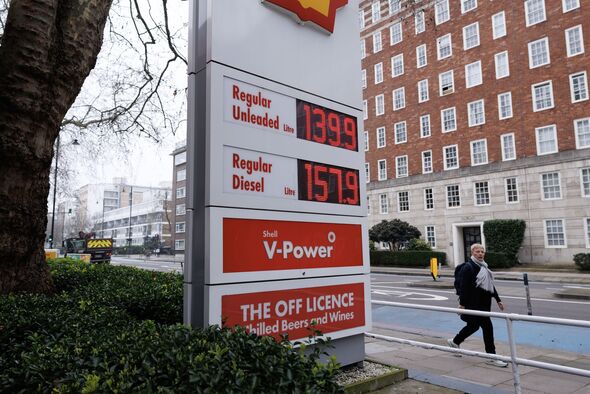 Regular
Unleaded Litre 139.9
Regular
Diesel Litre 157.9
Shell
V-Power
THE OFF LICENCE
Chilled Beers and Wines